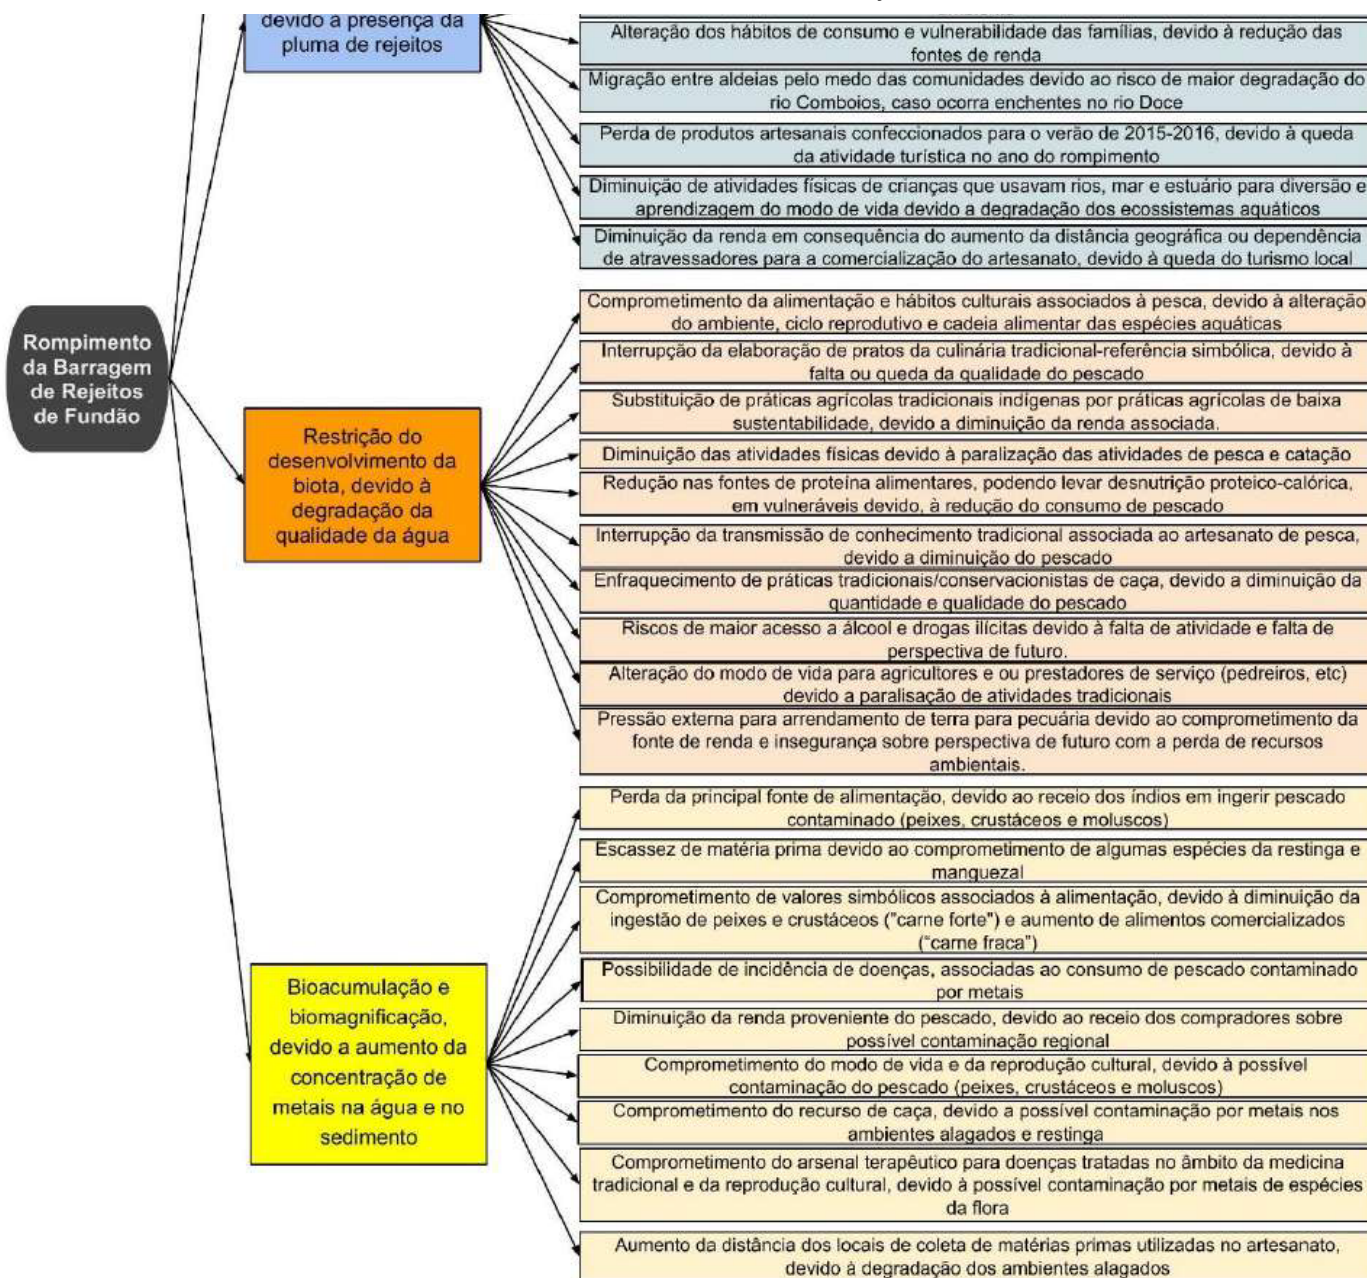 devido a presença da
pluma de rejeitos
Alteração dos hábitos de consumo e vulnerabilidade das famílias, devido à redução das
fontes de renda
Migração entre aldeias pelo medo das comunidades devido ao risco de maior degradação do
rio Comboios, caso ocorra enchentes no rio Doce
Perda de produtos artesanais confeccionados para o verão de 2015-2016, devido à queda
da atividade turística no ano do rompimento
Diminuição de atividades físicas de crianças que usavam rios, mar e estuário para diversão e
aprendizagem do modo de vida devido a degradação dos ecossistemas aquáticos
Diminuição da renda em consequência do aumento da distância geográfica ou dependência
de atravessadores para a comercialização do artesanato, devido à queda do turismo local
Rompimento
da Barragem
de Rejeitos
de Fundão
Restrição do
desenvolvimento da
biota, devido à
degradação da
qualidade da água
Comprometimento da alimentação e hábitos culturais associados à pesca, devido à alteração
do ambiente, ciclo reprodutivo e cadeia alimentar das espécies aquáticas
Interrupção da elaboração de pratos da culinária tradicional-referência simbólica, devido à
falta ou queda da qualidade do pescado
Substituição de práticas agrícolas tradicionais indígenas por práticas agrícolas de baixa
sustentabilidade, devido a diminuição da renda associada.
Diminuição das atividades físicas devido à paralização das atividades de pesca e catação
Redução nas fontes de proteína alimentares, podendo levar desnutrição proteico-calórica,
em vulneráveis devido, à redução do consumo de pescado
Interrupção da transmissão de conhecimento tradicional associada ao artesanato de pesca,
devido a diminuição do pescado
Enfraquecimento de práticas tradicionais/conservacionistas de caça, devido a diminuição da
quantidade e qualidade do pescado
Riscos de maior acesso a álcool e drogas ilícitas devido à falta de atividade e falta de
perspectiva de futuro.
Alteração do modo de vida para agricultores e ou prestadores de serviço (pedreiros, etc)
devido a paralisação de atividades tradicionais
Pressão externa para arrendamento de terra para pecuária devido ao comprometimento da
fonte de renda e insegurança sobre perspectiva de futuro com a perda de recursos
ambientais.
Bioacumulação e
biomagnificação,
devido a aumento da
concentração de
metais na água e no
sedimento
Perda da principal fonte de alimentação, devido ao receio dos índios em ingerir pescado
contaminado (peixes, crustáceos e moluscos)
Escassez de matéria prima devido ao comprometimento de algumas espécies da restinga e
manguezal
Comprometimento de valores simbólicos associados à alimentação, devido à diminuição da
ingestão de peixes e crustáceos ("carne forte") e aumento de alimentos comercializados
("carne fraca")
Possibilidade de incidência de doenças, associadas ao consumo de pescado contaminado
por metais
Diminuição da renda proveniente do pescado, devido ao receio dos compradores sobre
possível contaminação regional
Comprometimento do modo de vida e da reprodução cultural, devido à possível
contaminação do pescado (peixes, crustáceos e moluscos)
Comprometimento do recurso de caça, devido a possível contaminação por metais nos
ambientes alagados e restinga
Comprometimento do arsenal terapêutico para doenças tratadas no âmbito da medicina
tradicional e da reprodução cultural, devido à possível contaminação por metais de espécies
da flora
Aumento da distância dos locais de coleta de matérias primas utilizadas no artesanato,
devido à degradação dos ambientes alagados